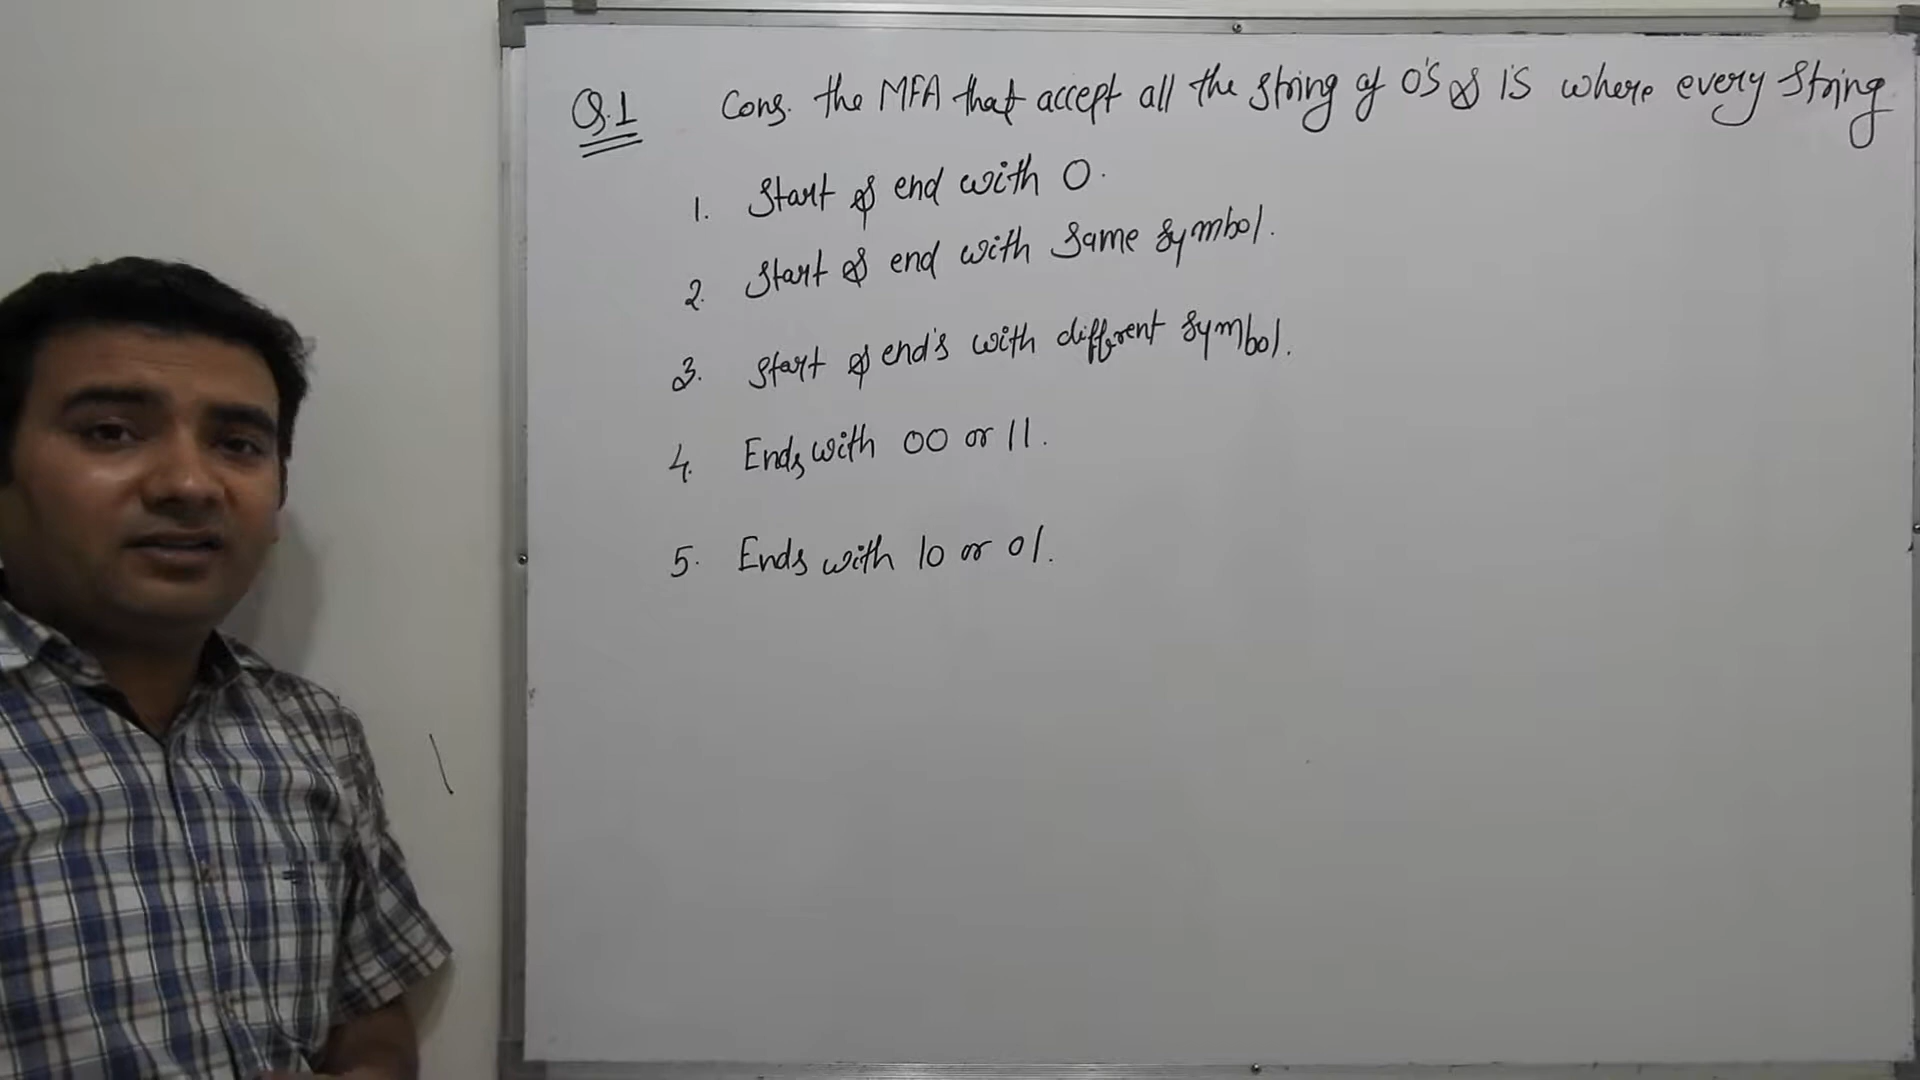 Q.1 Cons. the MFA that accept all the string of 0'S & 1'S where every string
1. Start & end with 0.
2. Start & end with Same symbol.
3. Start & end's with different symbol.
4. Ends with 00 or 11.
5. Ends with 10 or 01.